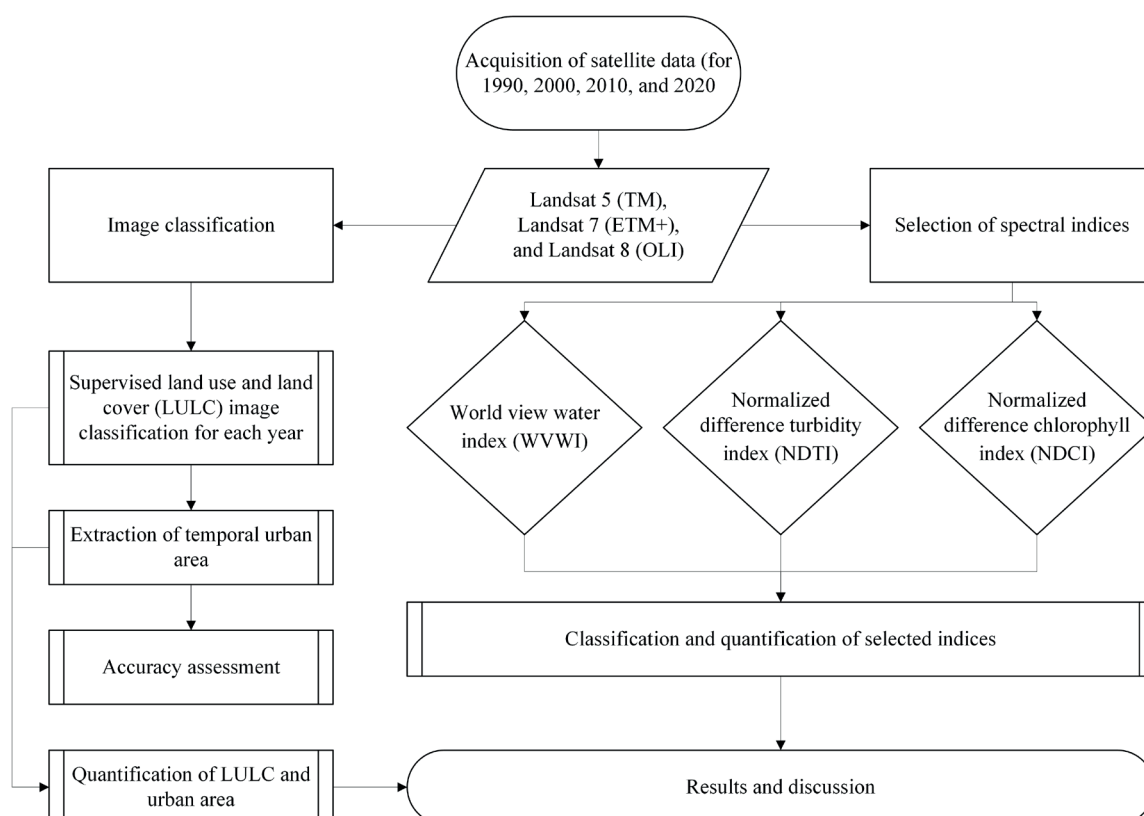 Acquisition of satellite data (for
1990, 2000, 2010, and 2020
Landsat 5 (TM),
Landsat 7 (ETM+),
and Landsat 8 (OLI)
Image classification
Selection of spectral indices
Supervised land use and land
cover (LULC) image
classification for each year
World view water
index (WVWI)
Normalized
difference turbidity
index (NDTI)
Normalized
difference chlorophyll
index (NDCI)
Extraction of temporal urban
area
Accuracy assessment
Classification and quantification of selected indices
Quantification of LULC and
urban area
Results and discussion